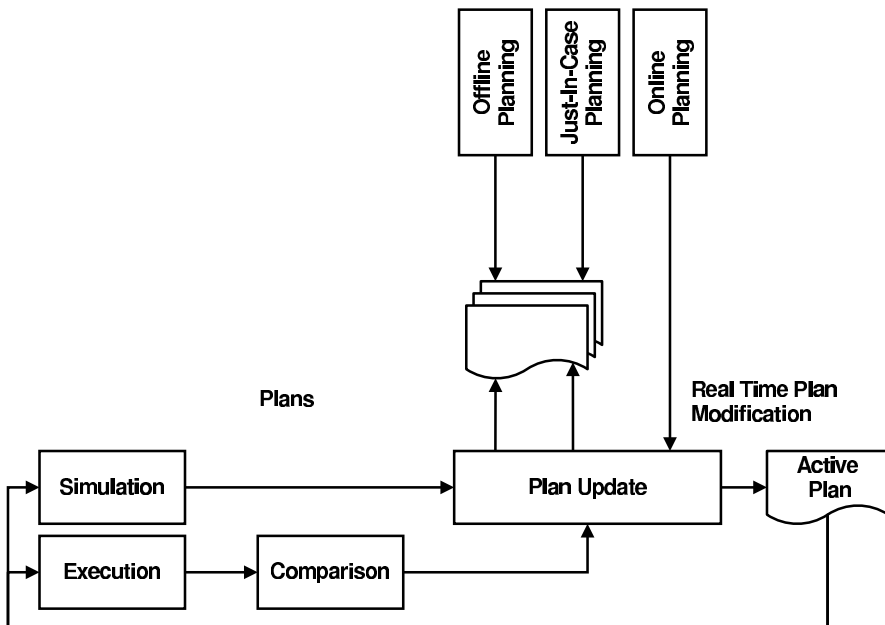 Offline
Planning
Just-In-Case
Planning
Online
Planning
Plans
Real Time Plan
Modification
Simulation
Plan Update
Active
Plan
Execution
Comparison